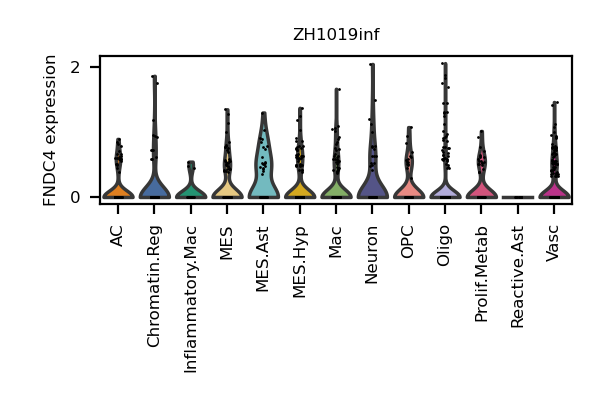 ZH1019inf
FNDC4 expression
2
0
AC
Chromatin.Reg
Inflammatory.Mac
MES
MES.Ast
MES.Hyp
Mac
Neuron
OPC
Oligo
Prolif.Metab
Reactive.Ast
Vasc